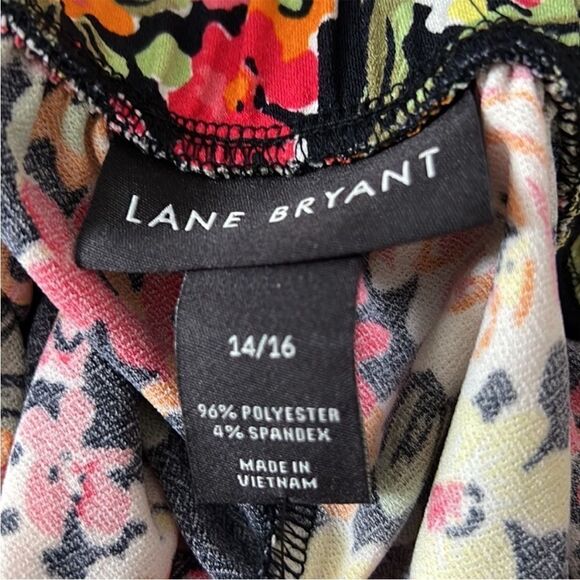 LANE BRYANT
14/16
96% POLYESTER
4% SPANDEX
MADE IN
VIETNAM